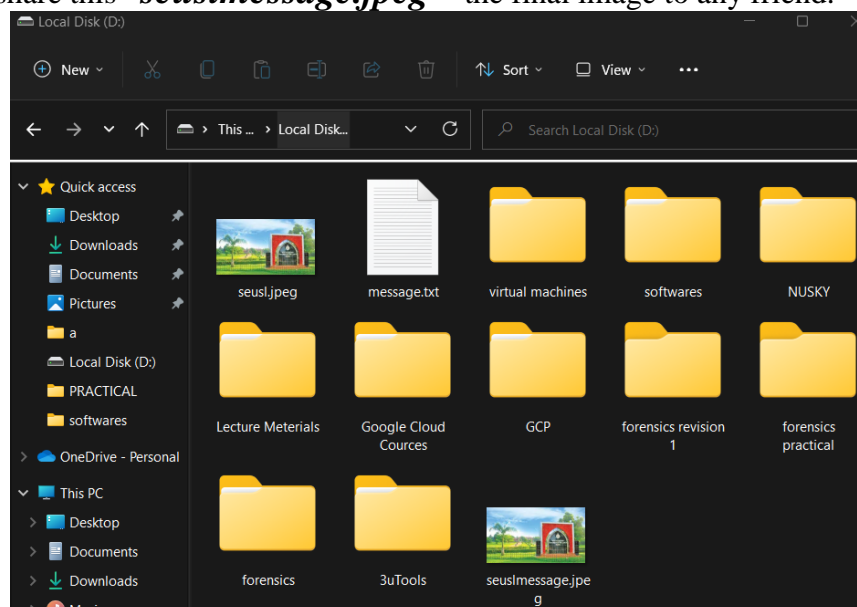 share this "seuslmessage.jpeg" the final image to any friend.
Local Disk (D:)
New
Sort
View
This ... > Local Disk...
Search Local Disk (D:)
Quick access
Desktop
Downloads
Documents
Pictures
a
Local Disk (D:)
PRACTICAL
softwares
OneDrive - Personal
This PC
Desktop
Documents
Downloads
seusl.jpeg
message.txt
virtual machines
softwares
NUSKY
Lecture Meterials
Google Cloud
Cources
GCP
forensics revision
1
forensics
practical
forensics
3uTools
seuslmessage.jpe
g